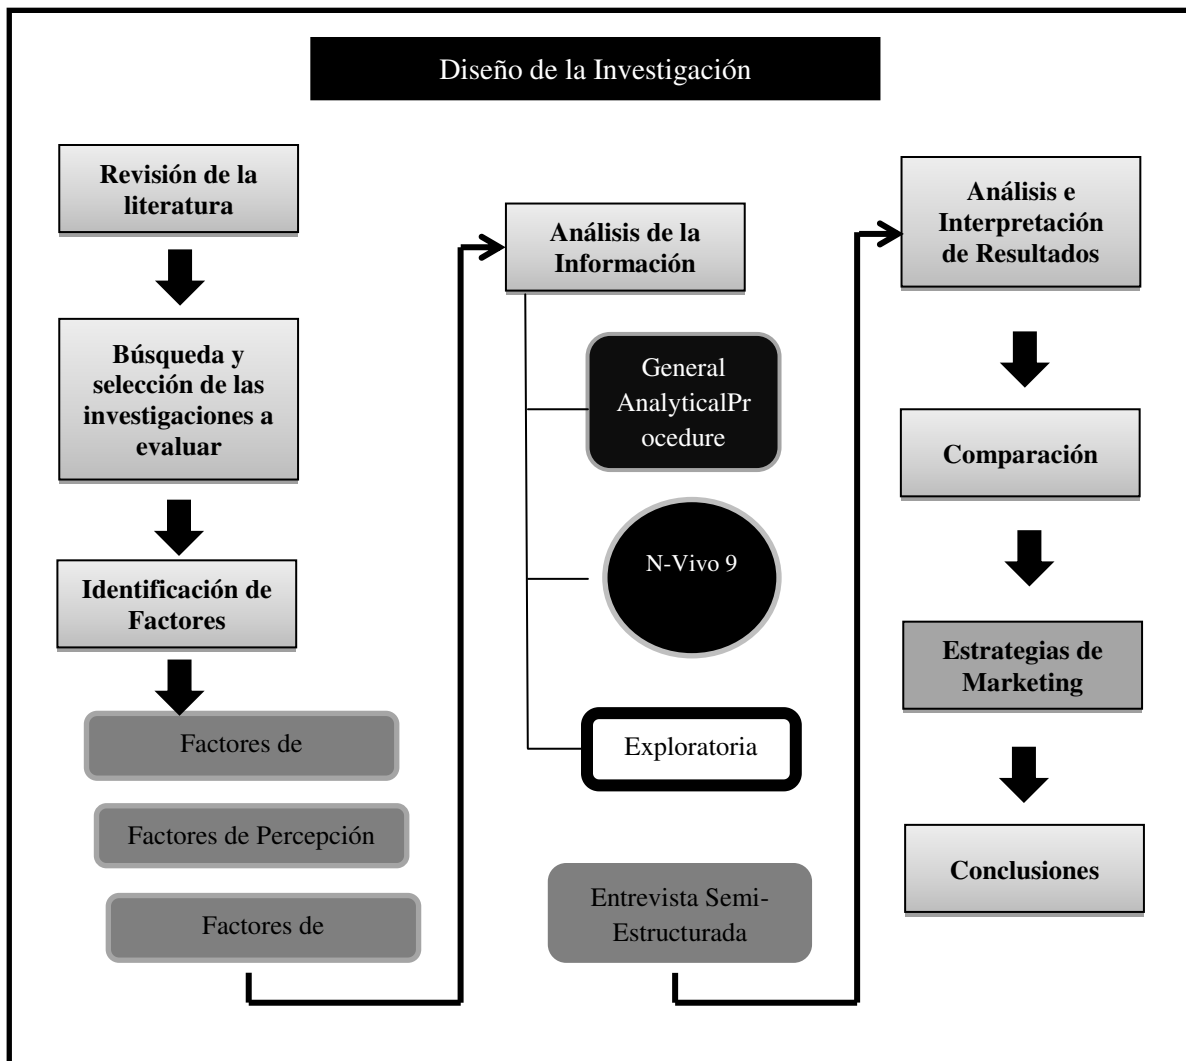 Diseño de la Investigación
Revisión de la
literatura
Búsqueda y
selección de las
investigaciones a
evaluar
Identificación de
Factores
Factores de
Factores de Percepción
Factores de
Análisis de la
Información
General
AnalyticalPr
ocedure
N-Vivo 9
Exploratoria
Entrevista Semi-
Estructurada
Análisis e
Interpretación
de Resultados
Comparación
Estrategias de
Marketing
Conclusiones